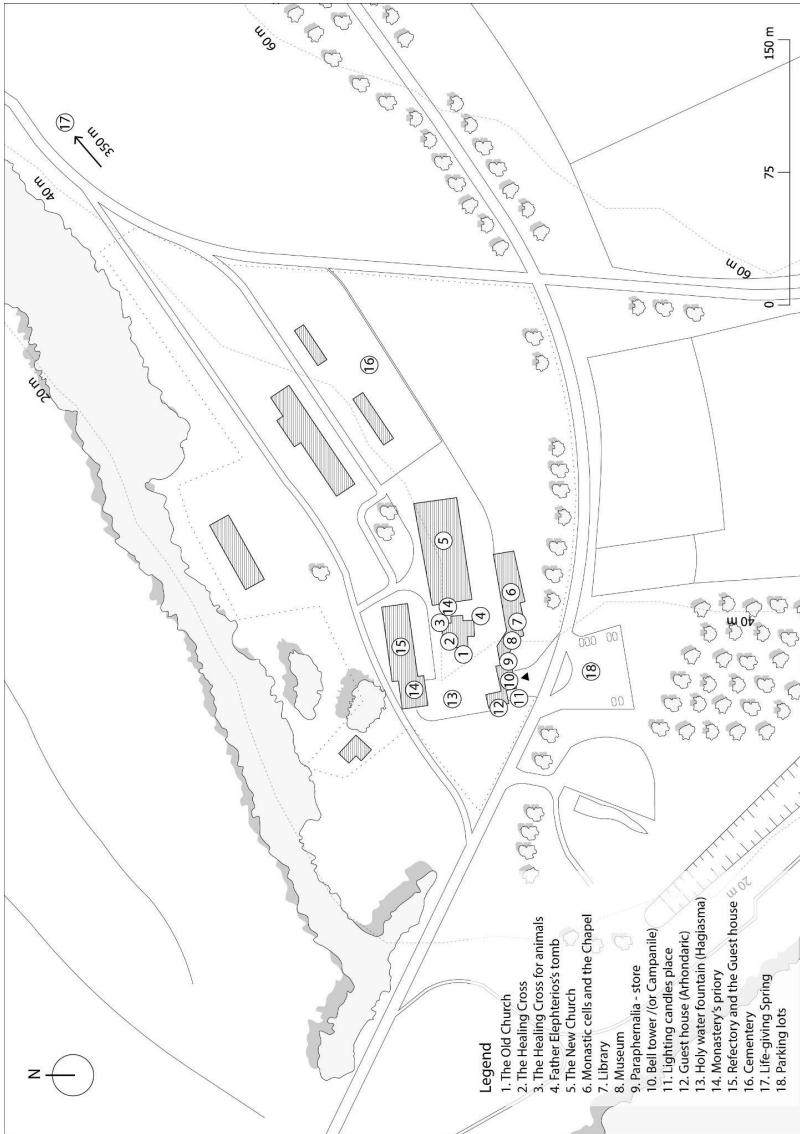 N
Legend
1. The Old Church
2. The Healing Cross
3. The Healing Cross for animals
4. Father Elephterios's tomb
5. The New Church
6. Monastic cells and the Chapel
7. Library
8. Museum
9. Paraphernalia - store
10. Bell tower /(or Campanile)
11. Lighting candles place
12. Guest house (Arhondaric)
13. Holy water fountain (Hagiasma)
14. Monastery's priory
15. Refectory and the Guest house
16. Cementery
17. Life-giving Spring
18. Parking lots
20 m
40 m
17
350 m
60 m
16
5
15
14
14
3
2
1
4
13
6
7
8
9
10
11
12
18
40 m
20 m
60 m
0 75 150 m